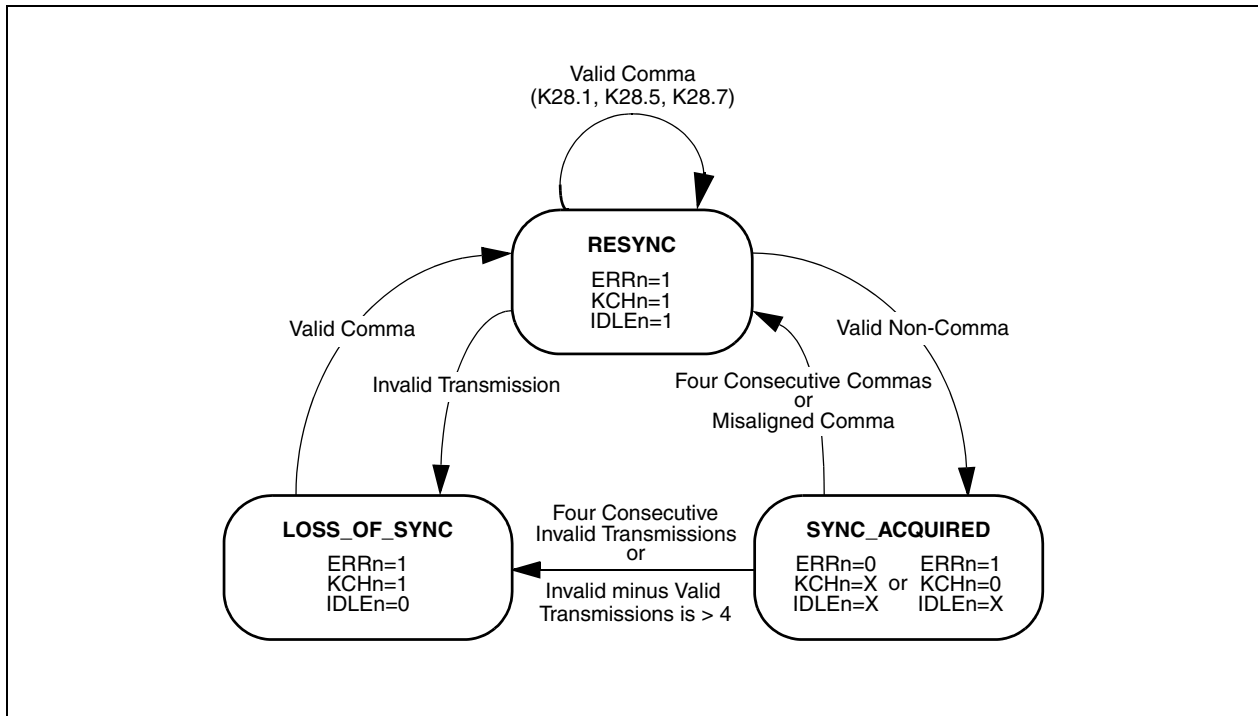 Valid Comma
(K28.1, K28.5, K28.7)
RESYNC
ERRn=1
KCHn=1
IDLEn=1
Valid Comma
Invalid Transmission
Valid Non-Comma
Four Consecutive Commas
or
Misaligned Comma
LOSS_OF_SYNC
ERRn=1
KCHn=1
IDLEn=0
Four Consecutive
Invalid Transmissions
or
Invalid minus Valid
Transmissions is > 4
SYNC_ACQUIRED
ERRn=0 ERRn=1
KCHn=X or KCHn=0
IDLEn=X IDLEn=X